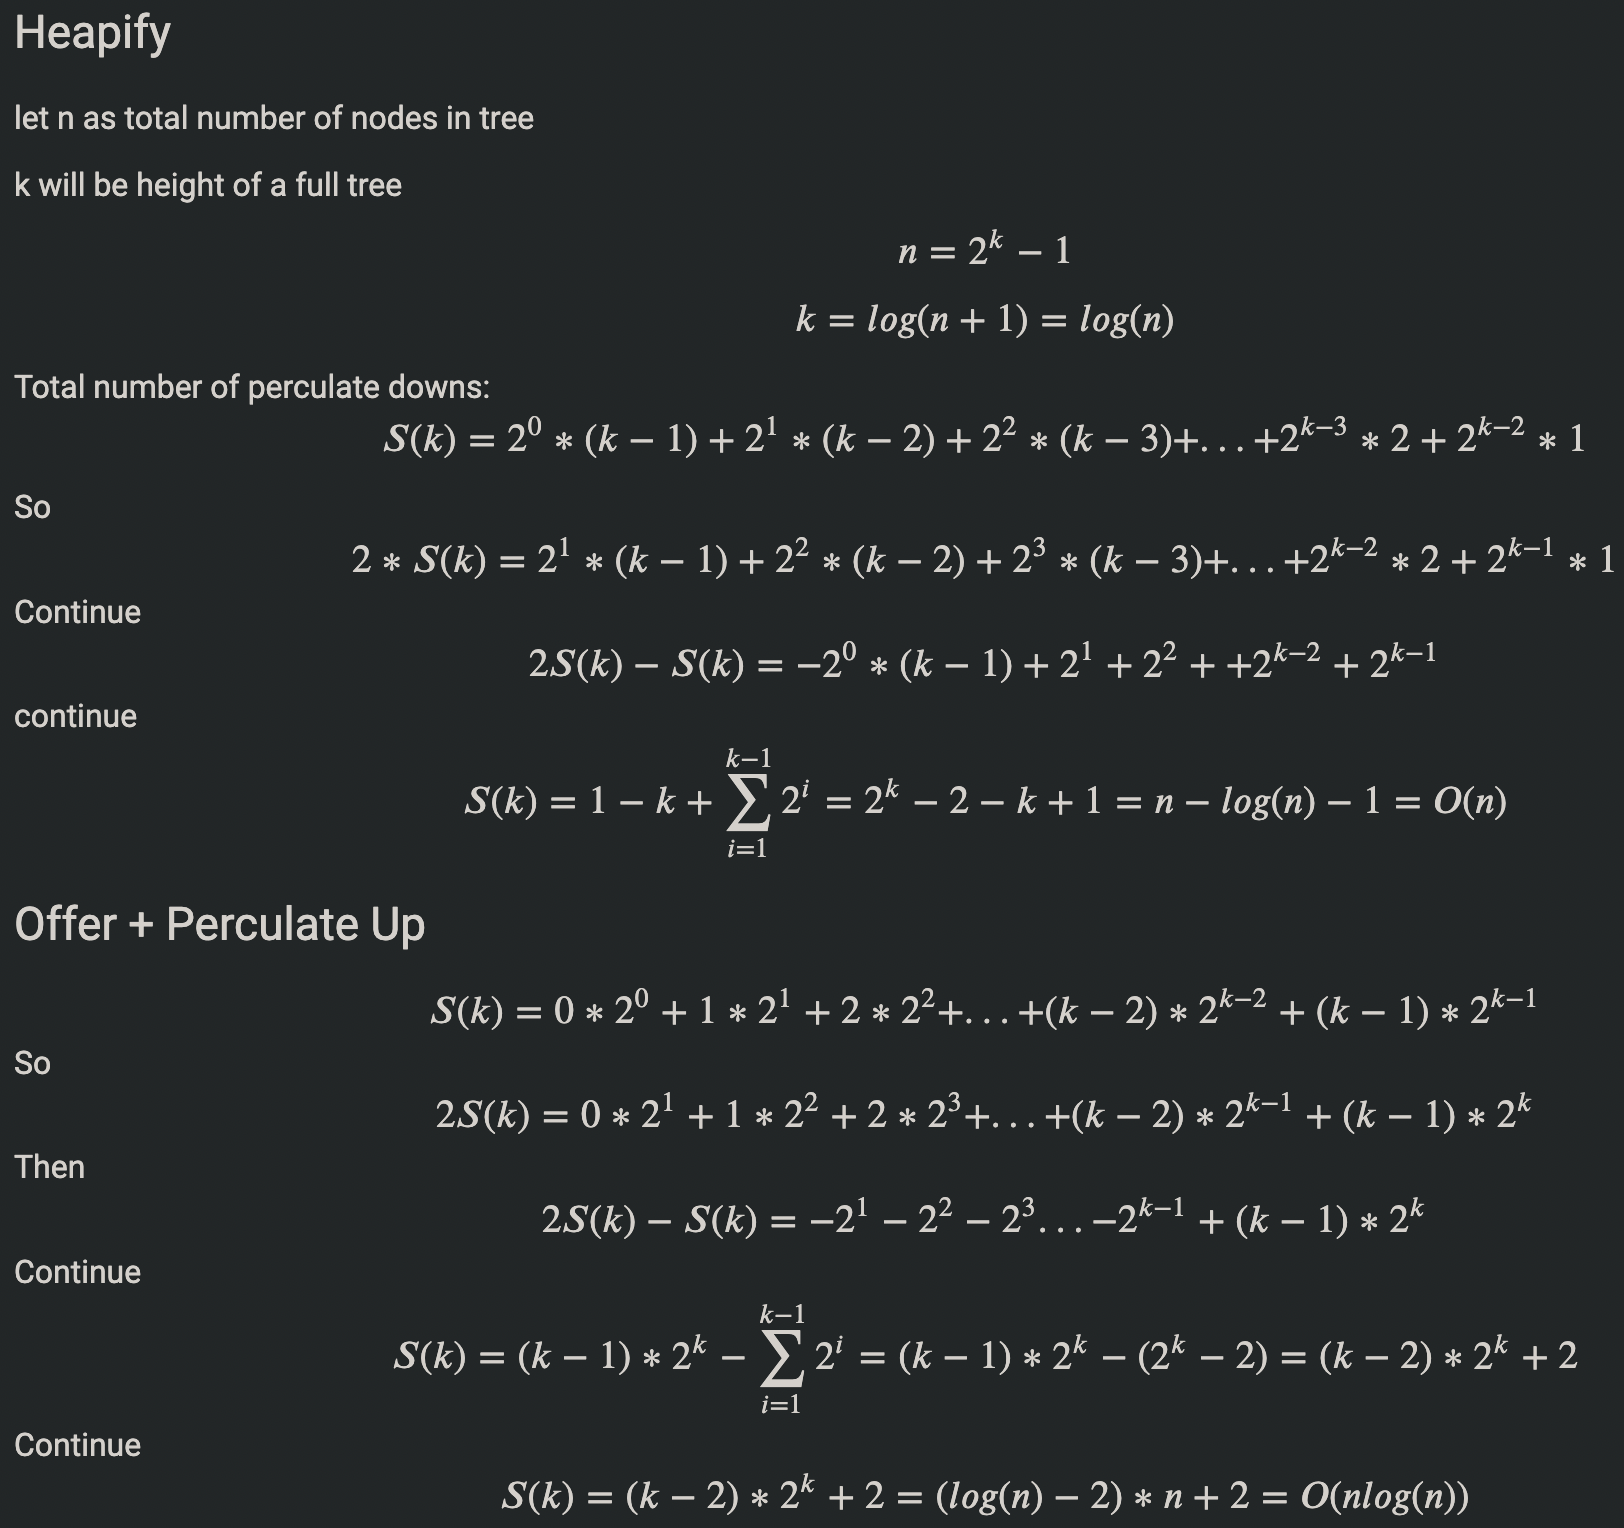 Heapify
let n as total number of nodes in tree
k will be height of a full tree
n = 2^k − 1
k = log(n + 1) = log(n)
Total number of perculate downs:
S(k) = 2^0 * (k − 1) + 2^1 * (k − 2) + 2^2 * (k − 3)+. . . +2^{k−3} * 2 + 2^{k−2} * 1
So
2 * S(k) = 2^1 * (k − 1) + 2^2 * (k − 2) + 2^3 * (k − 3)+. . . +2^{k−2} * 2 + 2^{k−1} * 1
Continue
2S(k) − S(k) = −2^0 * (k − 1) + 2^1 + 2^2 + +2^{k−2} + 2^{k−1}
continue
S(k) = 1 − k + ∑_{i=1}^{k−1} 2^i = 2^k − 2 − k + 1 = n − log(n) − 1 = O(n)
Offer + Perculate Up
S(k) = 0 * 2^0 + 1 * 2^1 + 2 * 2^2+. . . +(k − 2) * 2^{k−2} + (k − 1) * 2^{k−1}
So
2S(k) = 0 * 2^1 + 1 * 2^2 + 2 * 2^3+. . . +(k − 2) * 2^{k−1} + (k − 1) * 2^k
Then
2S(k) − S(k) = −2^1 − 2^2 − 2^3. . . −2^{k−1} + (k − 1) * 2^k
Continue
S(k) = (k − 1) * 2^k − ∑_{i=1}^{k−1} 2^i = (k − 1) * 2^k − (2^k − 2) = (k − 2) * 2^k + 2
Continue
S(k) = (k − 2) * 2^k + 2 = (log(n) − 2) * n + 2 = O(nlog(n))